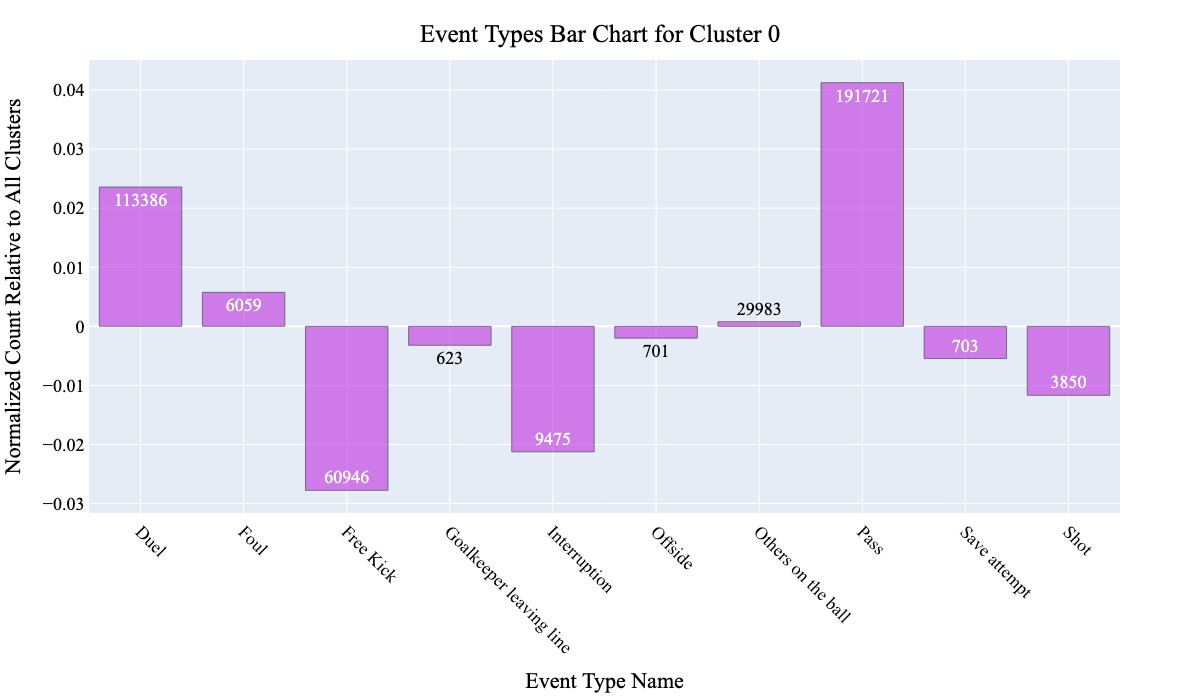 Event Types Bar Chart for Cluster 0
Normalized Count Relative to All Clusters
0.04
0.03
0.02
0.01
0
−0.01
−0.02
−0.03
113386
6059
60946
623
9475
701
29983
191721
703
3850
Duel
Foul
Free Kick
Goalkeeper leaving line
Interruption
Offside
Others on the ball
Pass
Save attempt
Shot
Event Type Name